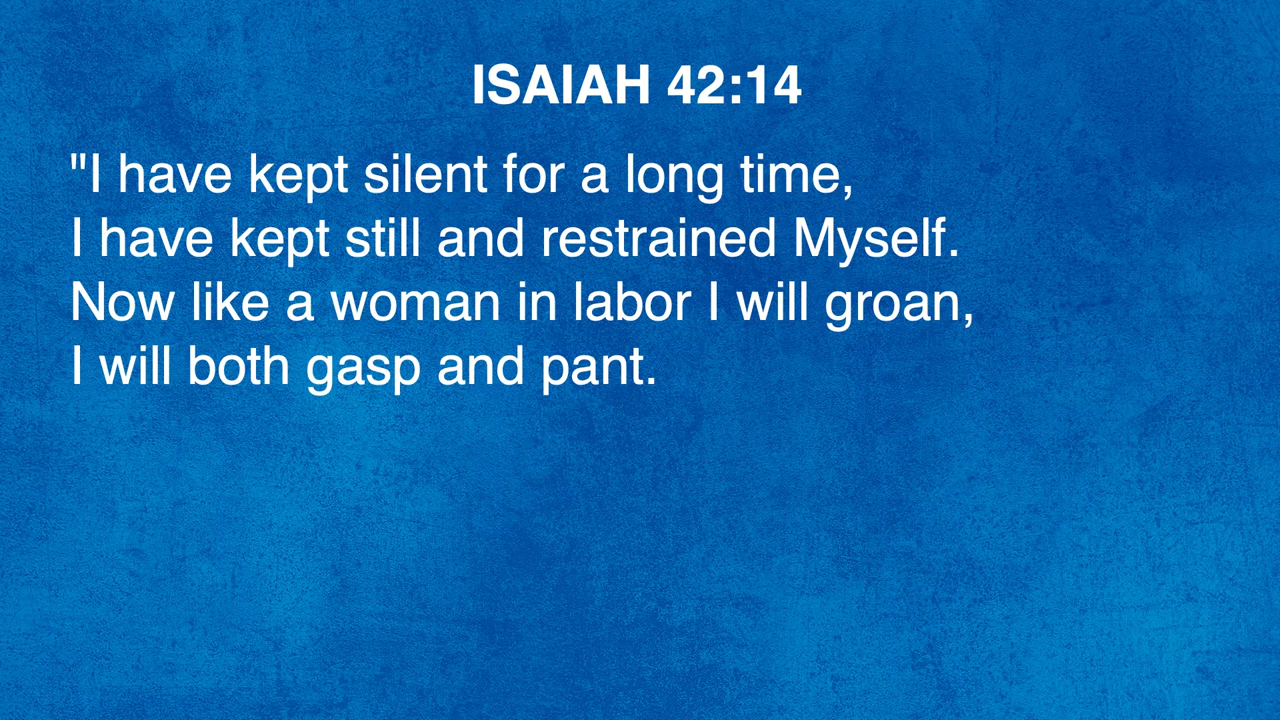 ISAIAH 42:14
"I have kept silent for a long time,
I have kept still and restrained Myself.
Now like a woman in labor I will groan,
I will both gasp and pant.